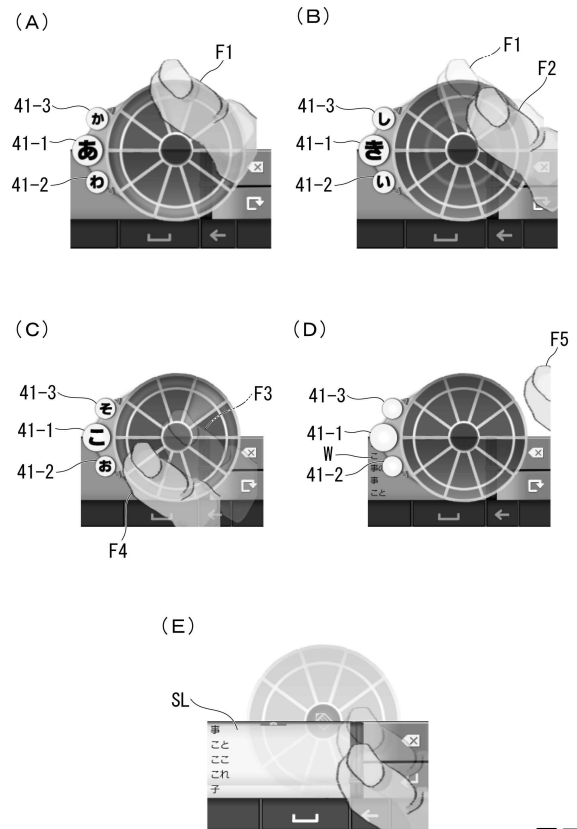 (A)
F1
41-3
か
41-1
あ
41-2
わ
(B)
F1
F2
41-3
し
41-1
き
41-2
い
(C)
F3
41-3
そ
41-1
こ
41-2
お
F4
(D)
F5
41-3
41-1
W
こ
41-2
事の
事
こと
(E)
SL
事
こと
ここ
これ
子